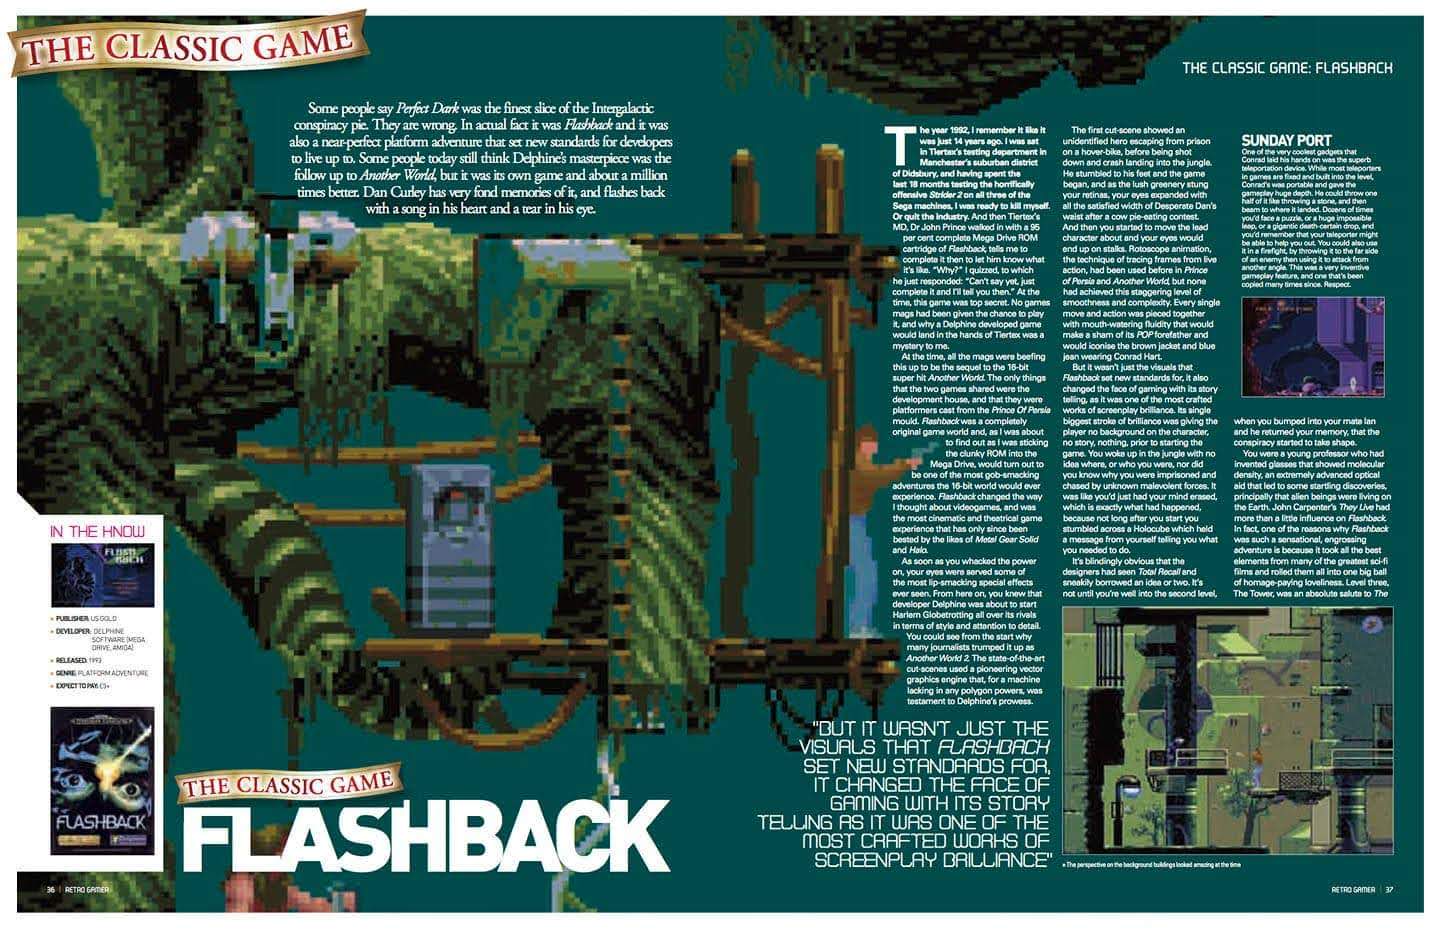 THE CLASSIC GAME
THE CLASSIC GAME: FLASHBACK
Some people say Perfect Dark was the finest slice of the Intergalactic
conspiracy pie. They are wrong. In actual fact it was Flashback and it was
also a near-perfect platform adventure that set new standards for developers
to live up to. Some people today still think Delphine's masterpiece was the
follow up to Another World, but it was its own game and about a million
times better. Dan Curley has very fond memories of it, and flashes back
with a song in his heart and a tear in his eye.
IN THE KNOW
FLASHBACK
» PUBLISHER: US GOLD
» DEVELOPER: DELPHINE
SOFTWARE (MEGA
DRIVE, AMIGA)
» RELEASED: 1993
» GENRE: PLATFORM ADVENTURE
» EXPECT TO PAY: £5+
FLASHBACK
THE CLASSIC GAME
FLASHBACK
The year 1992, I remember it like it
was just 14 years ago. I was sat
in Tiertex's testing department in
Manchester's suburban district
of Didsbury, and having spent the
last 18 months testing the horrifically
offensive Strider 2 on all three of the
Sega machines, I was ready to kill myself.
Or quit the industry. And then Tiertex's
MD, Dr John Prince walked in with a 95
per cent complete Mega Drive ROM
cartridge of Flashback, tells me to
complete it then to let him know what
it's like. "Why?" I quizzed, to which
he just responded: "Can't say yet, just
complete it and I'll tell you then." At the
time, this game was top secret. No games
mags had been given the chance to play
it, and why a Delphine developed game
would land in the hands of Tiertex was a
mystery to me.
At the time, all the mags were beefing
this up to be the sequel to the 16-bit
super hit Another World. The only things
that the two games shared were the
development house, and that they were
platformers cast from the Prince Of Persia
mould. Flashback was a completely
original game world and, as I was about
to find out as I was sticking
the clunky ROM into the
Mega Drive, would turn out to
be one of the most gob-smacking
adventures the 16-bit world would ever
experience. Flashback changed the way
I thought about videogames, and was
the most cinematic and theatrical game
experience that has only since been
bested by the likes of Metal Gear Solid
and Halo.
As soon as you whacked the power
on, your eyes were served some of
the most lip-smacking special effects
ever seen. From here on, you knew that
developer Delphine was about to start
Harlem Globetrotting all over its rivals
in terms of style and attention to detail.
You could see from the start why
many journalists trumped it up as
Another World 2. The state-of-the-art
cut-scenes used a pioneering vector
graphics engine that, for a machine
lacking in any polygon powers, was
testament to Delphine's prowess.
"BUT IT WASN'T JUST THE
VISUALS THAT FLASHBACK
SET NEW STANDARDS FOR,
IT CHANGED THE FACE OF
GAMING WITH ITS STORY
TELLING AS IT WAS ONE OF THE
MOST CRAFTED WORKS OF
SCREENPLAY BRILLIANCE"
The first cut-scene showed an
unidentified hero escaping from prison
on a hover-bike, before being shot
down and crash landing into the jungle.
He stumbled to his feet and the game
began, and as the lush greenery stung
your retinas, your eyes expanded with
all the satisfied width of Desperate Dan's
waist after a cow pie-eating contest.
And then you started to move the lead
character about and your eyes would
end up on stalks. Rotoscope animation,
the technique of tracing frames from live
action, had been used before in Prince
of Persia and Another World, but none
had achieved this staggering level of
smoothness and complexity. Every single
move and action was pieced together
with mouth-watering fluidity that would
make a sham of its POP forefather and
would iconise the brown jacket and blue
jean wearing Conrad Hart.
But it wasn't just the visuals that
Flashback set new standards for, it also
changed the face of gaming with its story
telling, as it was one of the most crafted
works of screenplay brilliance. Its single
biggest stroke of brilliance was giving the
player no background on the character,
no story, nothing, prior to starting the
game. You woke up in the jungle with no
idea where, or who you were, nor did
you know why you were imprisoned and
chased by unknown malevolent forces. It
was like you'd just had your mind erased,
which is exactly what had happened,
because not long after you start you
stumbled across a Holocube which held
a message from yourself telling you what
you needed to do.
It's blindingly obvious that the
designers had seen Total Recall and
sneakily borrowed an idea or two. It's
not until you're well into the second level,
SUNDAY PORT
One of the very coolest gadgets that
Conrad laid his hands on was the superb
teleportation device. While most teleporters
in games are fixed and built into the level,
Conrad's was portable and gave the
gameplay huge depth. He could throw one
half of it like throwing a stone, and then
beam to where it landed. Dozens of times
you'd face a puzzle, or a huge impossible
leap, or a gigantic death-certain drop, and
you'd remember that your teleporter might
be able to help you out. You could also use
it in a firefight, by throwing it to the far side
of an enemy then using it to attack from
another angle. This was a very inventive
gameplay feature, and one that's been
copied many times since. Respect.
when you bumped into your mate Ian
and he returned your memory, that the
conspiracy started to take shape.
You were a young professor who had
invented glasses that showed molecular
density, an extremely advanced optical
aid that led to some startling discoveries,
principally that alien beings were living on
the Earth. John Carpenter's They Live had
more than a little influence on Flashback.
In fact, one of the reasons why Flashback
was such a sensational, engrossing
adventure is because it took all the best
elements from many of the greatest sci-fi
films and rolled them all into one big ball
of homage-paying loveliness. Level three,
The Tower, was an absolute salute to The
» The perspective on the background buildings looked amazing at the time
36 | RETRO GAMER
RETRO GAMER | 37